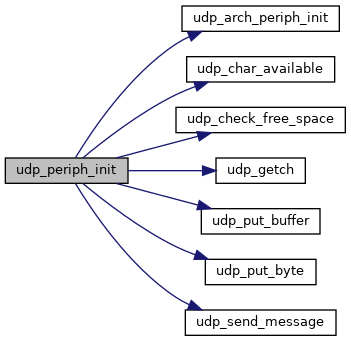 udp_arch_periph_init
udp_char_available
udp_check_free_space
udp_periph_init
udp_getch
udp_put_buffer
udp_put_byte
udp_send_message